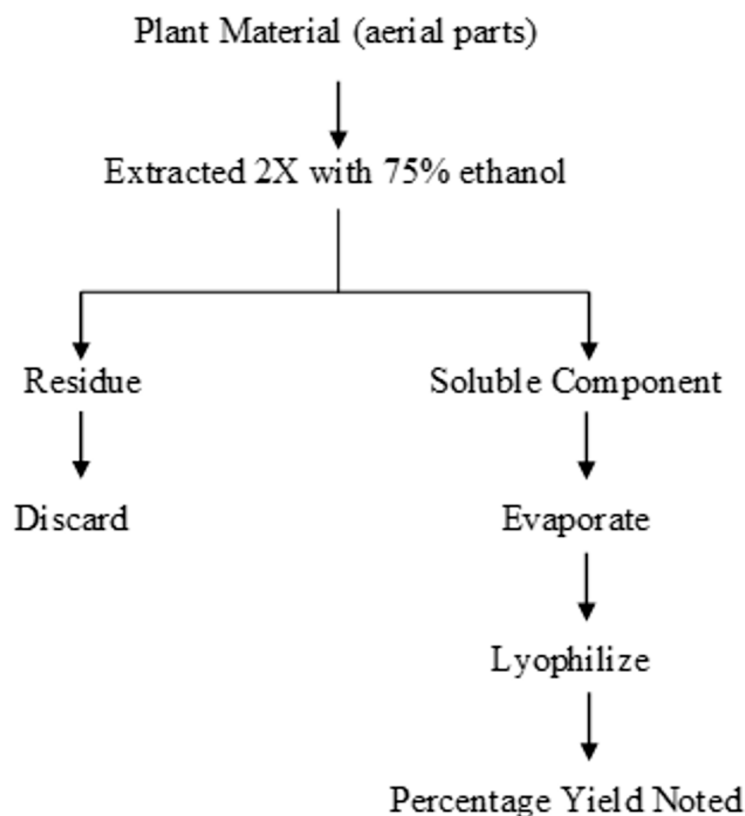 Plant Material (aerial parts)
Extracted 2X with 75% ethanol
Residue
Soluble Component
Discard
Evaporate
Lyophilize
Percentage Yield Noted